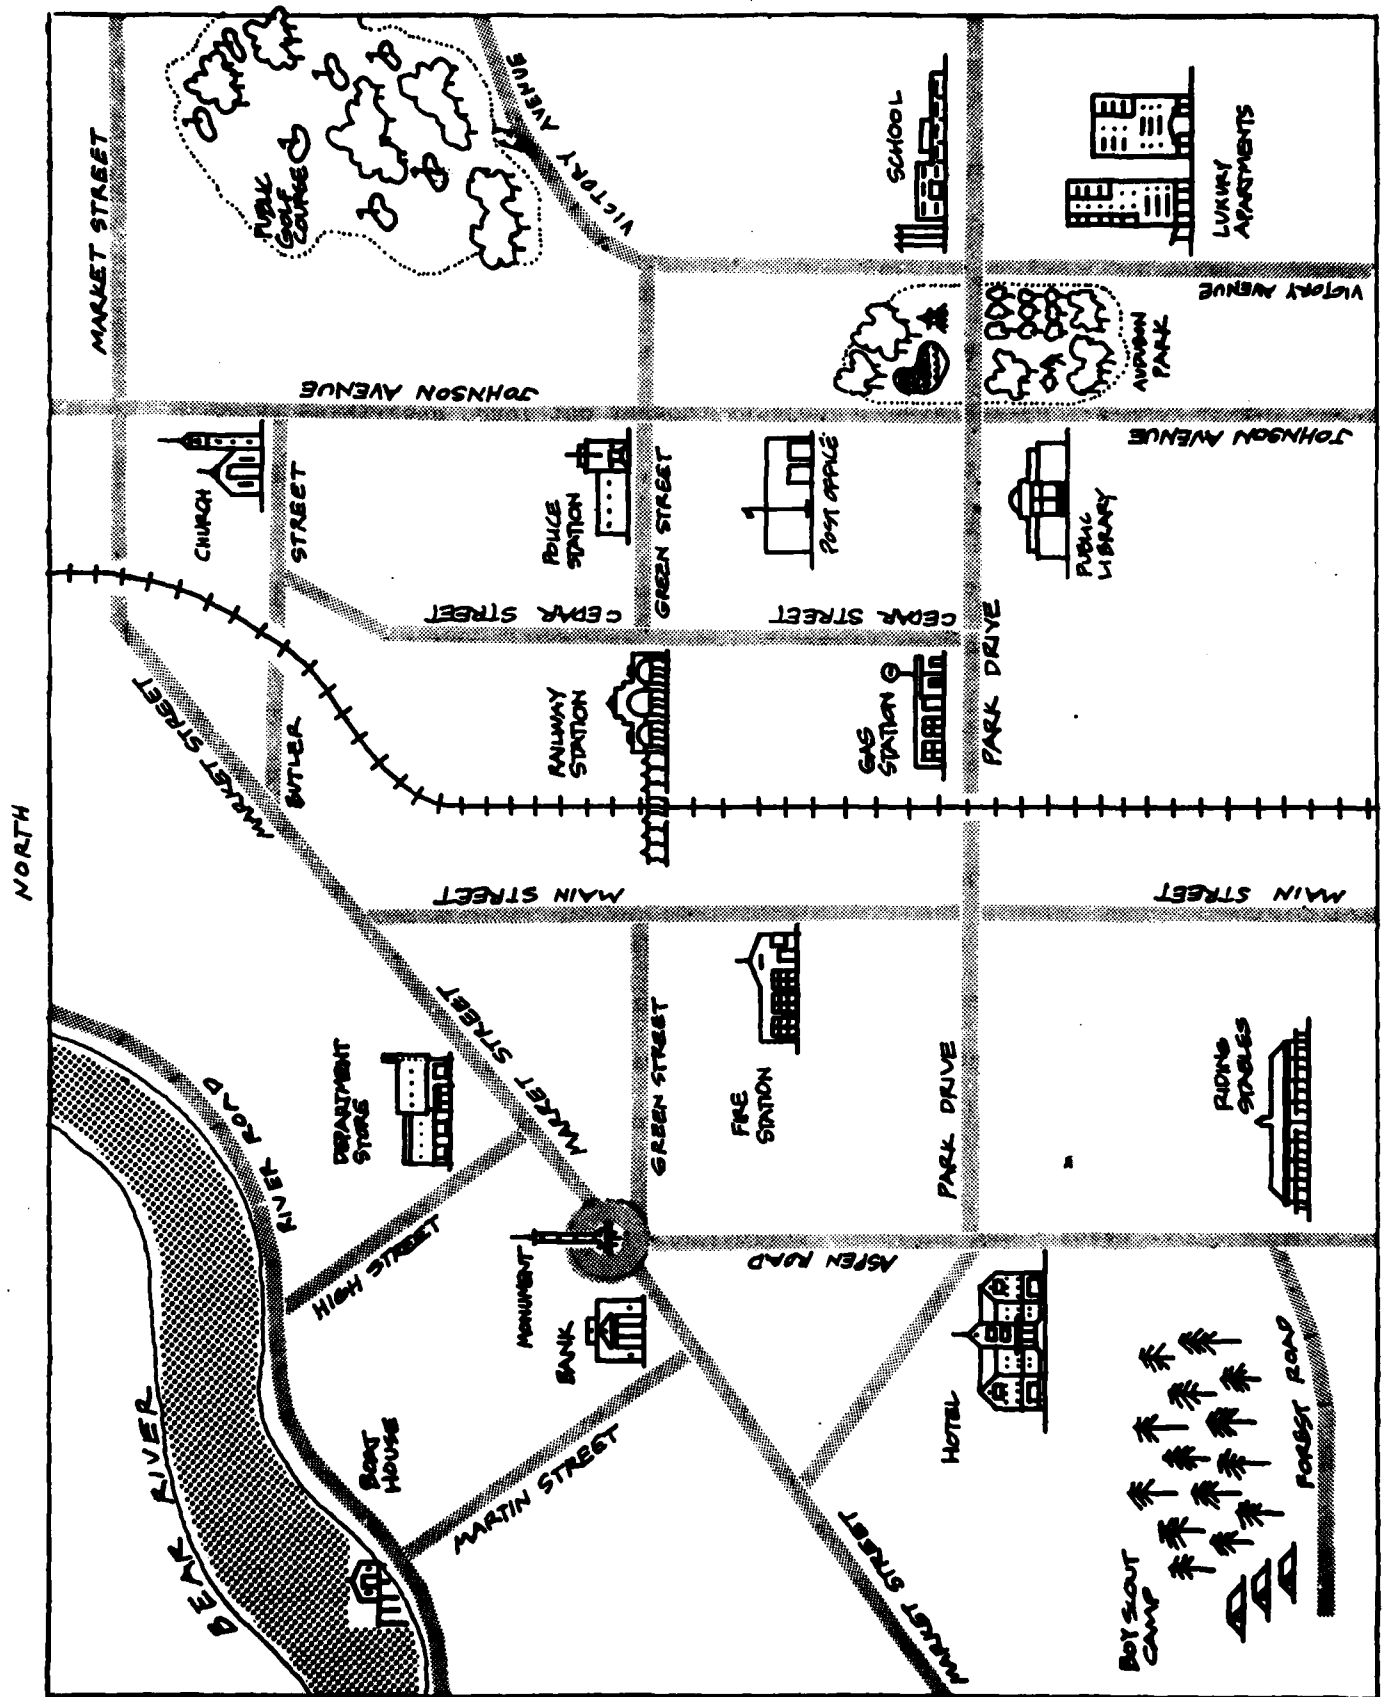 NORTH
BEAR RIVER
RIVER ROAD
MARKET STREET
MARKET STREET
CHURCH
PUBLIC
GOLF
COURSE
BUTLER STREET
HIGH STREET
DEPARTMENT
STORE
BOAT
HOUSE
MARTIN STREET
MONUMENT
BANK
MARKET STREET
MAIN STREET
CEDAR STREET
JOHNSON AVENUE
VICTORY AVENUE
RAILWAY
STATION
POLICE
STATION
GREEN STREET
GREEN STREET
FIRE
STATION
ASPEN ROAD
MARKET STREET
CEDAR STREET
POST OFFICE
GAS
STATION
SCHOOL
HOTEL
PARK DRIVE
PARK DRIVE
PUBLIC
LIBRARY
AUDUBON
PARK
BOY SCOUT
CAMP
RIDING
STABLES
LUXURY
APARTMENTS
FOREST ROAD
MAIN STREET
JOHNSON AVENUE
VICTORY AVENUE